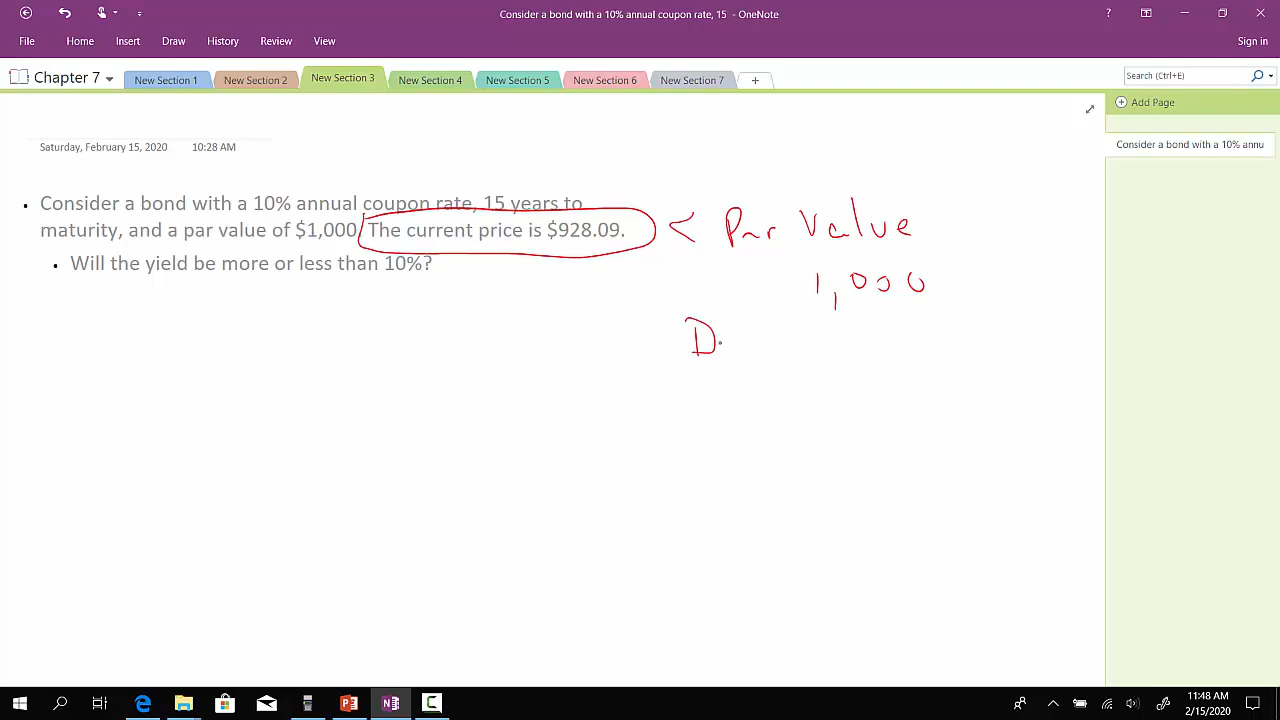 Consider a bond with a 10% annual coupon rate, 15 - OneNote
?
File Home Insert Draw History Review View
Sign in
Chapter 7 New Section 1 New Section 2 New Section 3 New Section 4 New Section 5 New Section 6 New Section 7 +
Search (Ctrl+E)
Add Page
Saturday, February 15, 2020 10:28 AM
Consider a bond with a 10% annu
• Consider a bond with a 10% annual coupon rate, 15 years to
maturity, and a par value of $1,000. The current price is $928.09. < Par Value
• Will the yield be more or less than 10%?
1,000
D
11:48 AM
2/15/2020